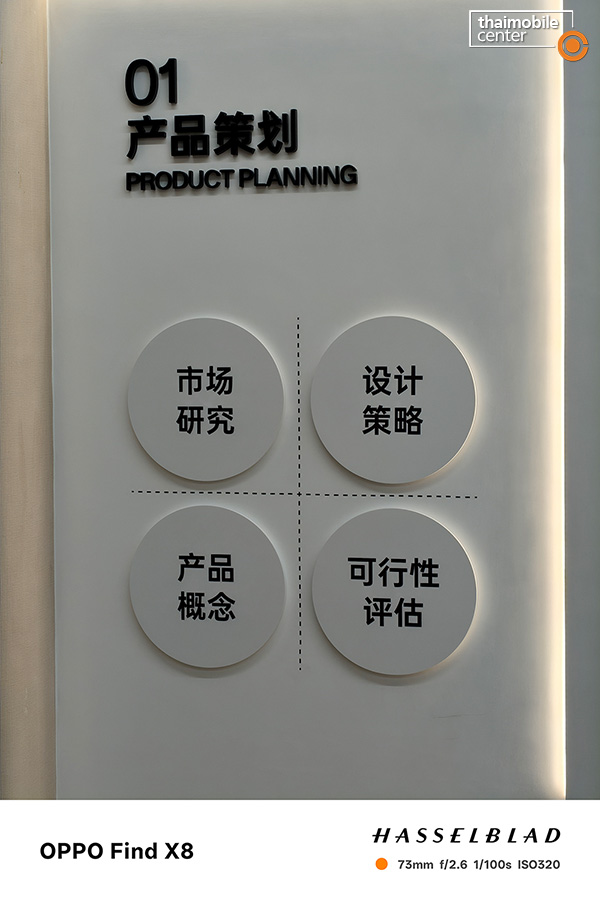 thaimobile
center
01
产品策划
PRODUCT PLANNING
市场
研究
设计
策略
产品
概念
可行性
评估
OPPO Find X8
HASSELBLAD
73mm f/2.6 1/100s ISO320